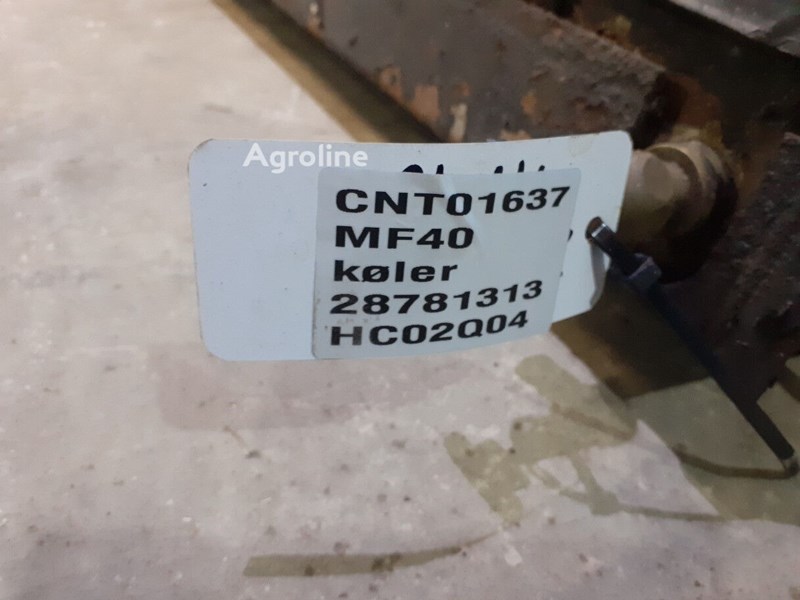 Agroline
CNT01637
MF40
køler
28781313
HC02Q04